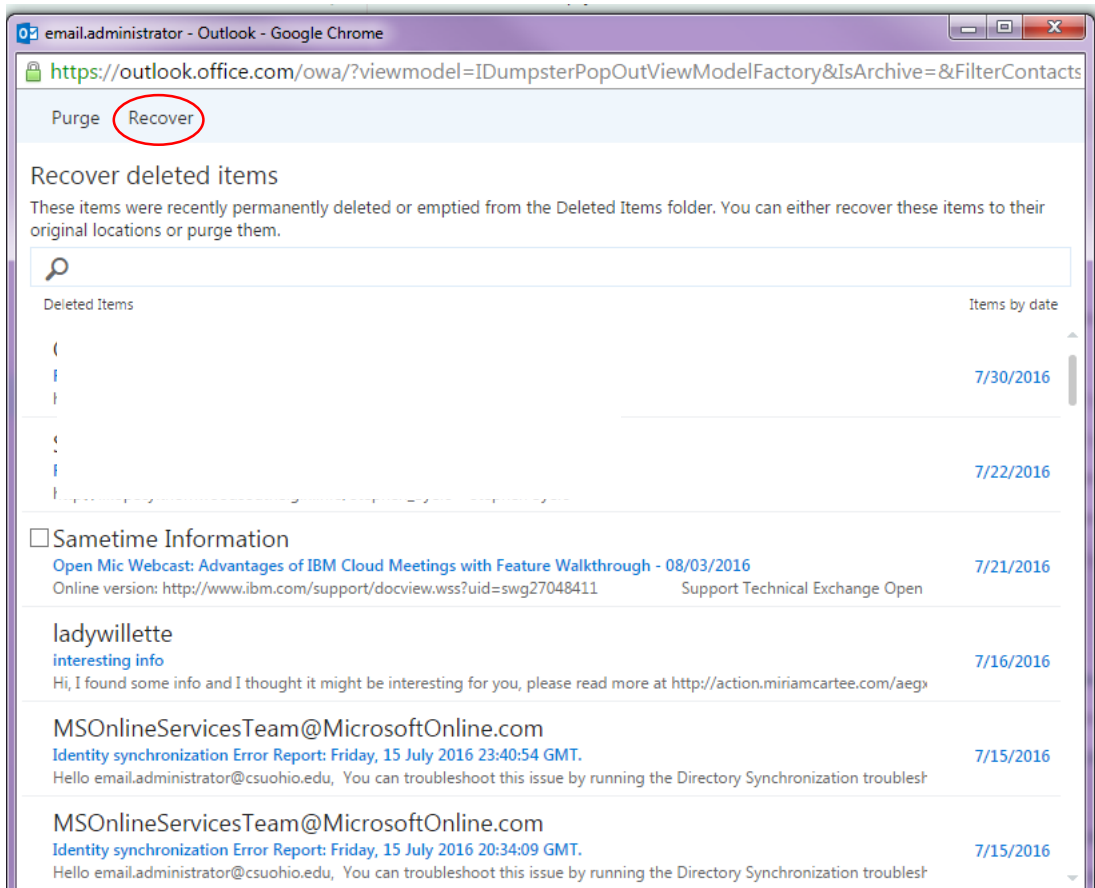 email.administrator - Outlook - Google Chrome
https://outlook.office.com/owa/?viewmodel=IDumpsterPopOutViewModelFactory&IsArchive=&FilterContacts
Purge Recover
Recover deleted items
These items were recently permanently deleted or emptied from the Deleted Items folder. You can either recover these items to their
original locations or purge them.
Deleted Items Items by date
7/30/2016
7/22/2016
Sametime Information
Open Mic Webcast: Advantages of IBM Cloud Meetings with Feature Walkthrough - 08/03/2016
7/21/2016
Online version: http://www.ibm.com/support/docview.wss?uid=swg27048411 Support Technical Exchange Open
ladywillette
interesting info
7/16/2016
Hi, I found some info and I thought it might be interesting for you, please read more at http://action.miriamcartee.com/aegx
MSOnlineServicesTeam@MicrosoftOnline.com
Identity synchronization Error Report: Friday, 15 July 2016 23:40:54 GMT.
7/15/2016
Hello email.administrator@csuohio.edu, You can troubleshoot this issue by running the Directory Synchronization troublesh
MSOnlineServicesTeam@MicrosoftOnline.com
Identity synchronization Error Report: Friday, 15 July 2016 20:34:09 GMT.
7/15/2016
Hello email.administrator@csuohio.edu, You can troubleshoot this issue by running the Directory Synchronization troublesh